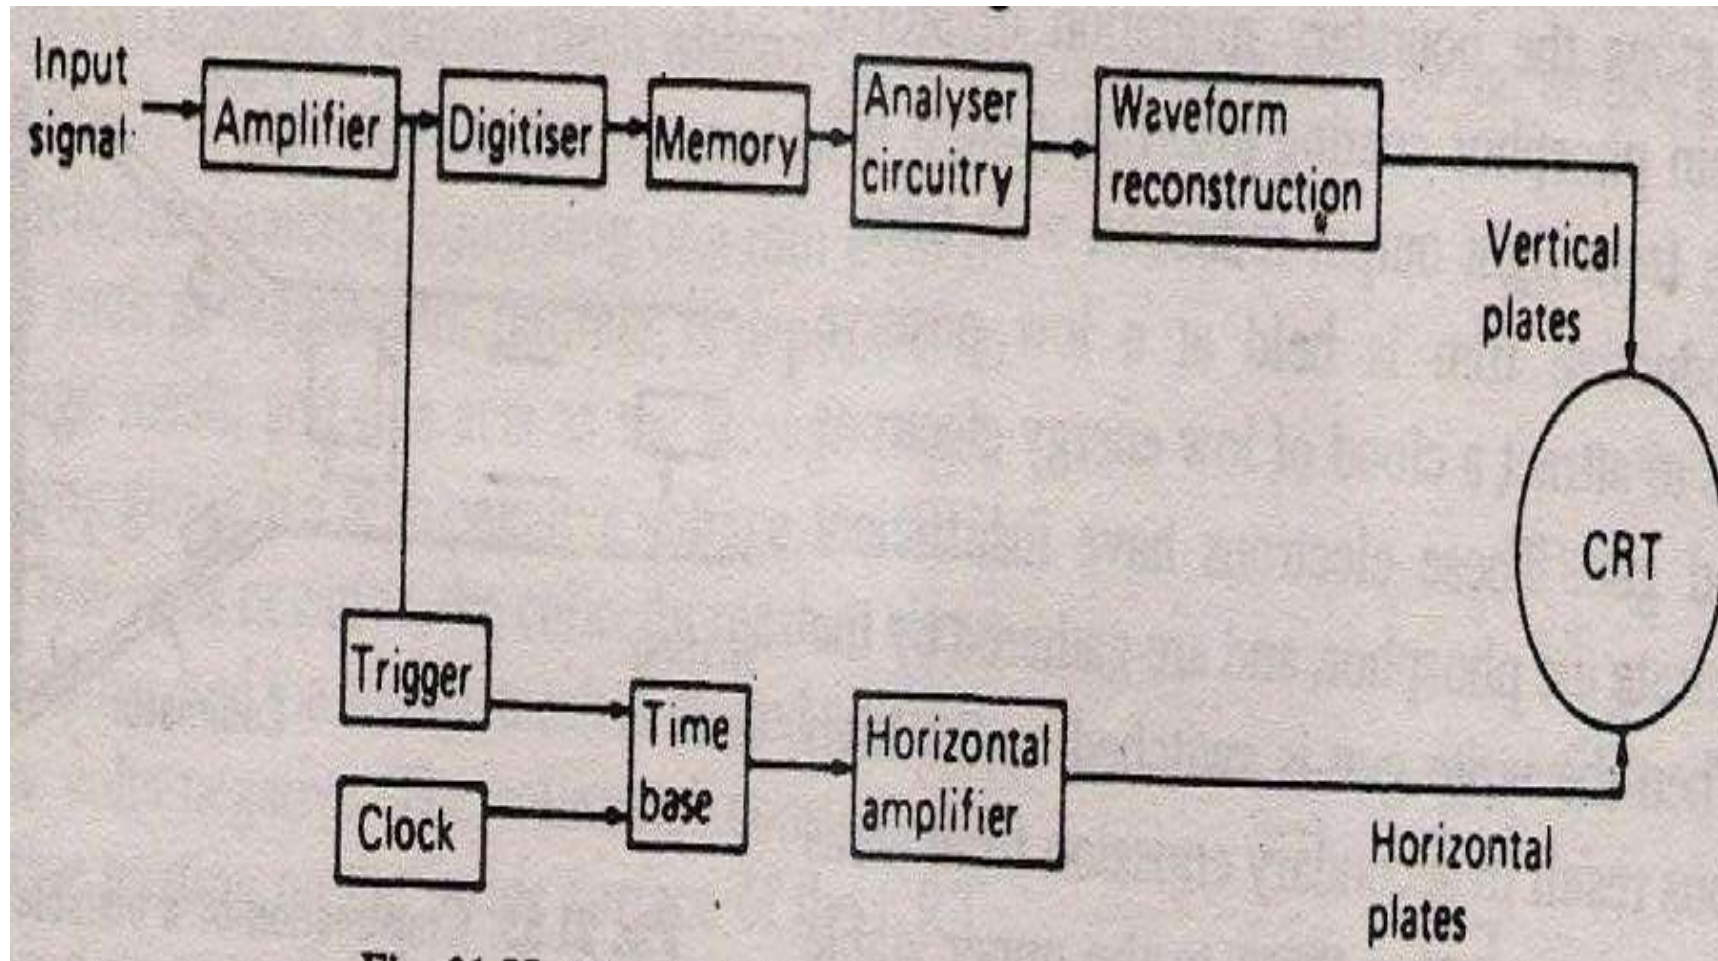 Input
signal
Amplifier
Digitiser
Memory
Analyser
circuitry
Waveform
reconstruction
Vertical
plates
CRT
Trigger
Time
base
Clock
Horizontal
amplifier
Horizontal
plates